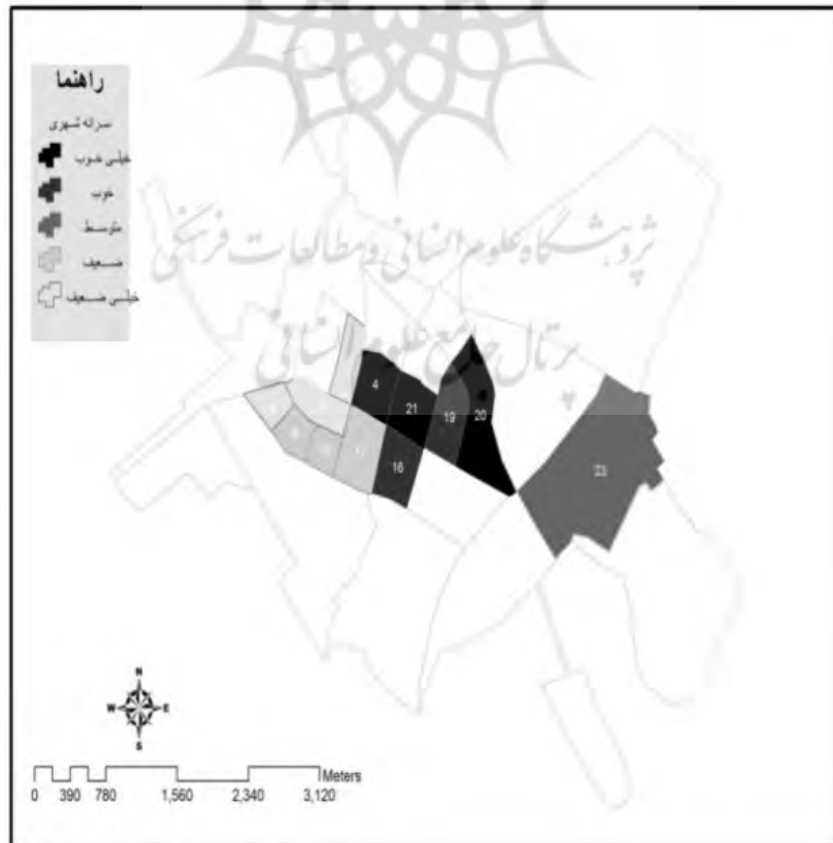 راهنما
سرانه شهری
خیلی خوب
خوب
متوسط
ضعیف
خیلی ضعیف
پژوهشگاه علوم انسانی و مطالعات فرهنگی
پرتال جامع علوم انسانی
4
21
19
20
16
23
N
W E
S
Meters
0 390 780 1,560 2,340 3,120